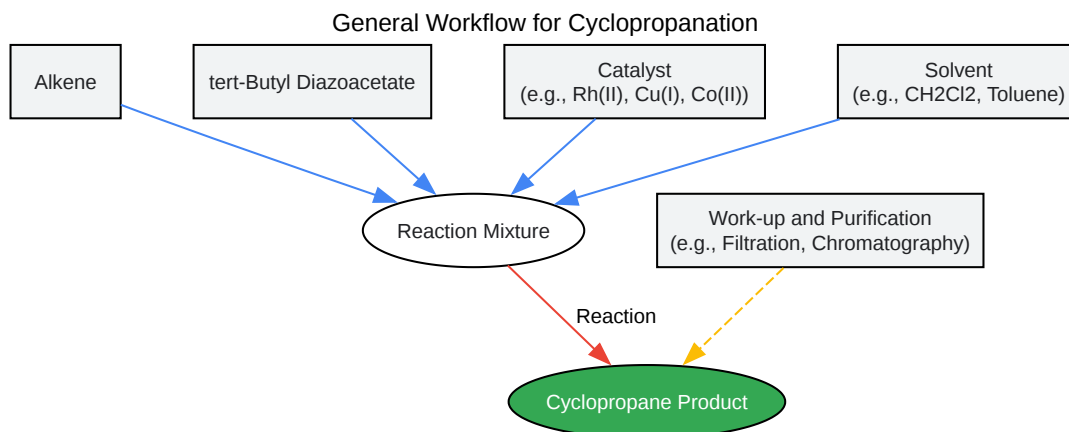 General Workflow for Cyclopropanation
Alkene
tert-Butyl Diazoacetate
Catalyst
(e.g., Rh(II), Cu(I), Co(II))
Solvent
(e.g., CH2Cl2, Toluene)
Reaction Mixture
Work-up and Purification
(e.g., Filtration, Chromatography)
Reaction
Cyclopropane Product